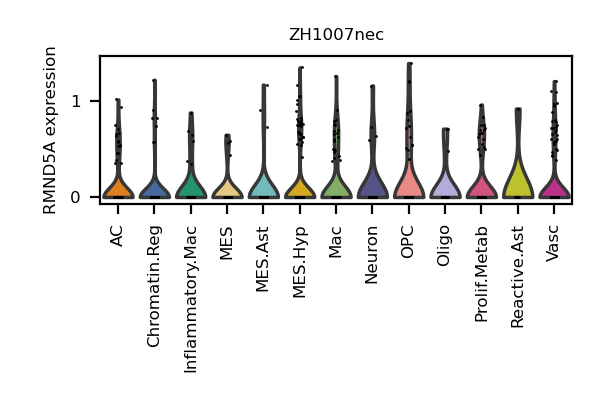 ZH1007nec
RMND5A expression
1
0
AC
Chromatin.Reg
Inflammatory.Mac
MES
MES.Ast
MES.Hyp
Mac
Neuron
OPC
Oligo
Prolif.Metab
Reactive.Ast
Vasc